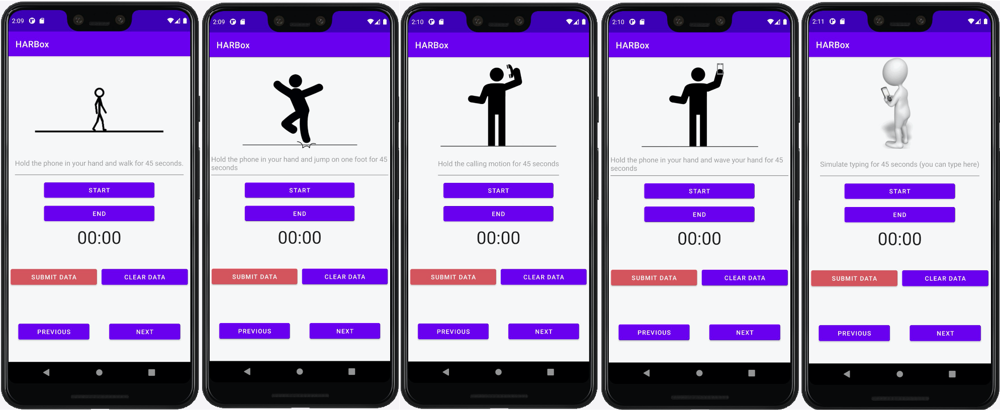 2:09
HARBox
Hold the phone in your hand and walk for 45 seconds.
START
END
00:00
SUBMIT DATA CLEAR DATA
PREVIOUS NEXT
2:09
HARBox
Hold the phone in your hand and jump on one foot for 45
seconds
START
END
00:00
SUBMIT DATA CLEAR DATA
PREVIOUS NEXT
2:10
HARBox
Hold the calling motion for 45 seconds
START
END
00:00
SUBMIT DATA CLEAR DATA
PREVIOUS NEXT
2:10
HARBox
Hold the phone in your hand and wave your hand for 45
seconds
START
END
00:00
SUBMIT DATA CLEAR DATA
PREVIOUS NEXT
2:11
HARBox
Simulate typing for 45 seconds (you can type here)
START
END
00:00
SUBMIT DATA CLEAR DATA
PREVIOUS NEXT